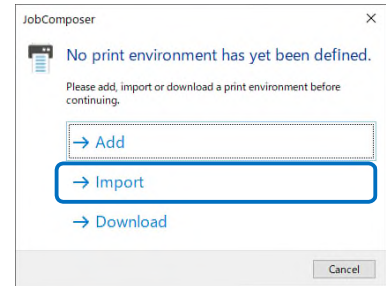 JobComposer
No print environment has yet been defined.
Please add, import or download a print environment before
continuing.
→ Add
→ Import
→ Download
Cancel